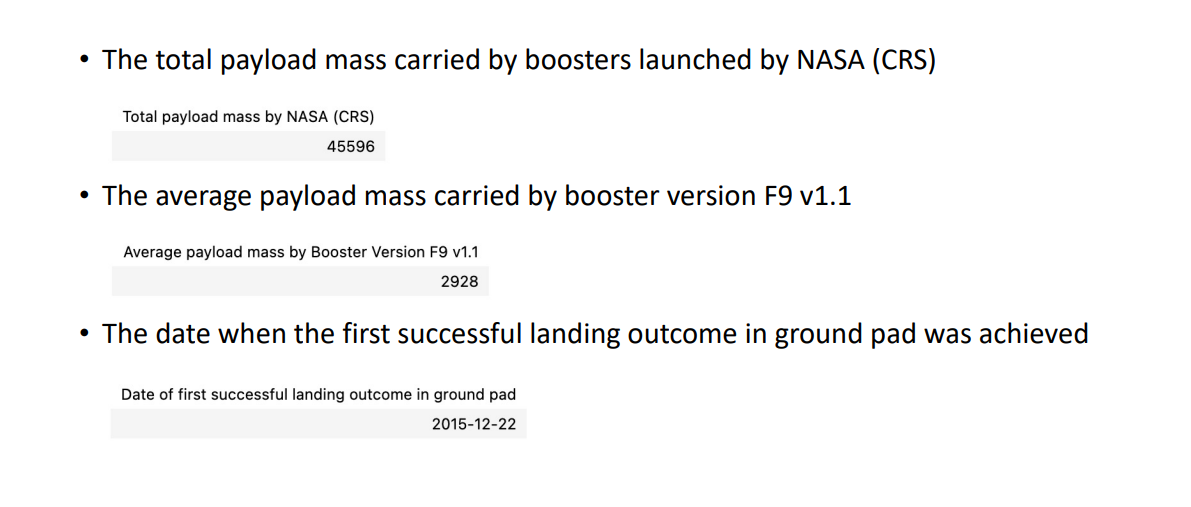 • The total payload mass carried by boosters launched by NASA (CRS)
Total payload mass by NASA (CRS)
45596
• The average payload mass carried by booster version F9 v1.1
Average payload mass by Booster Version F9 v1.1
2928
• The date when the first successful landing outcome in ground pad was achieved
Date of first successful landing outcome in ground pad
2015-12-22